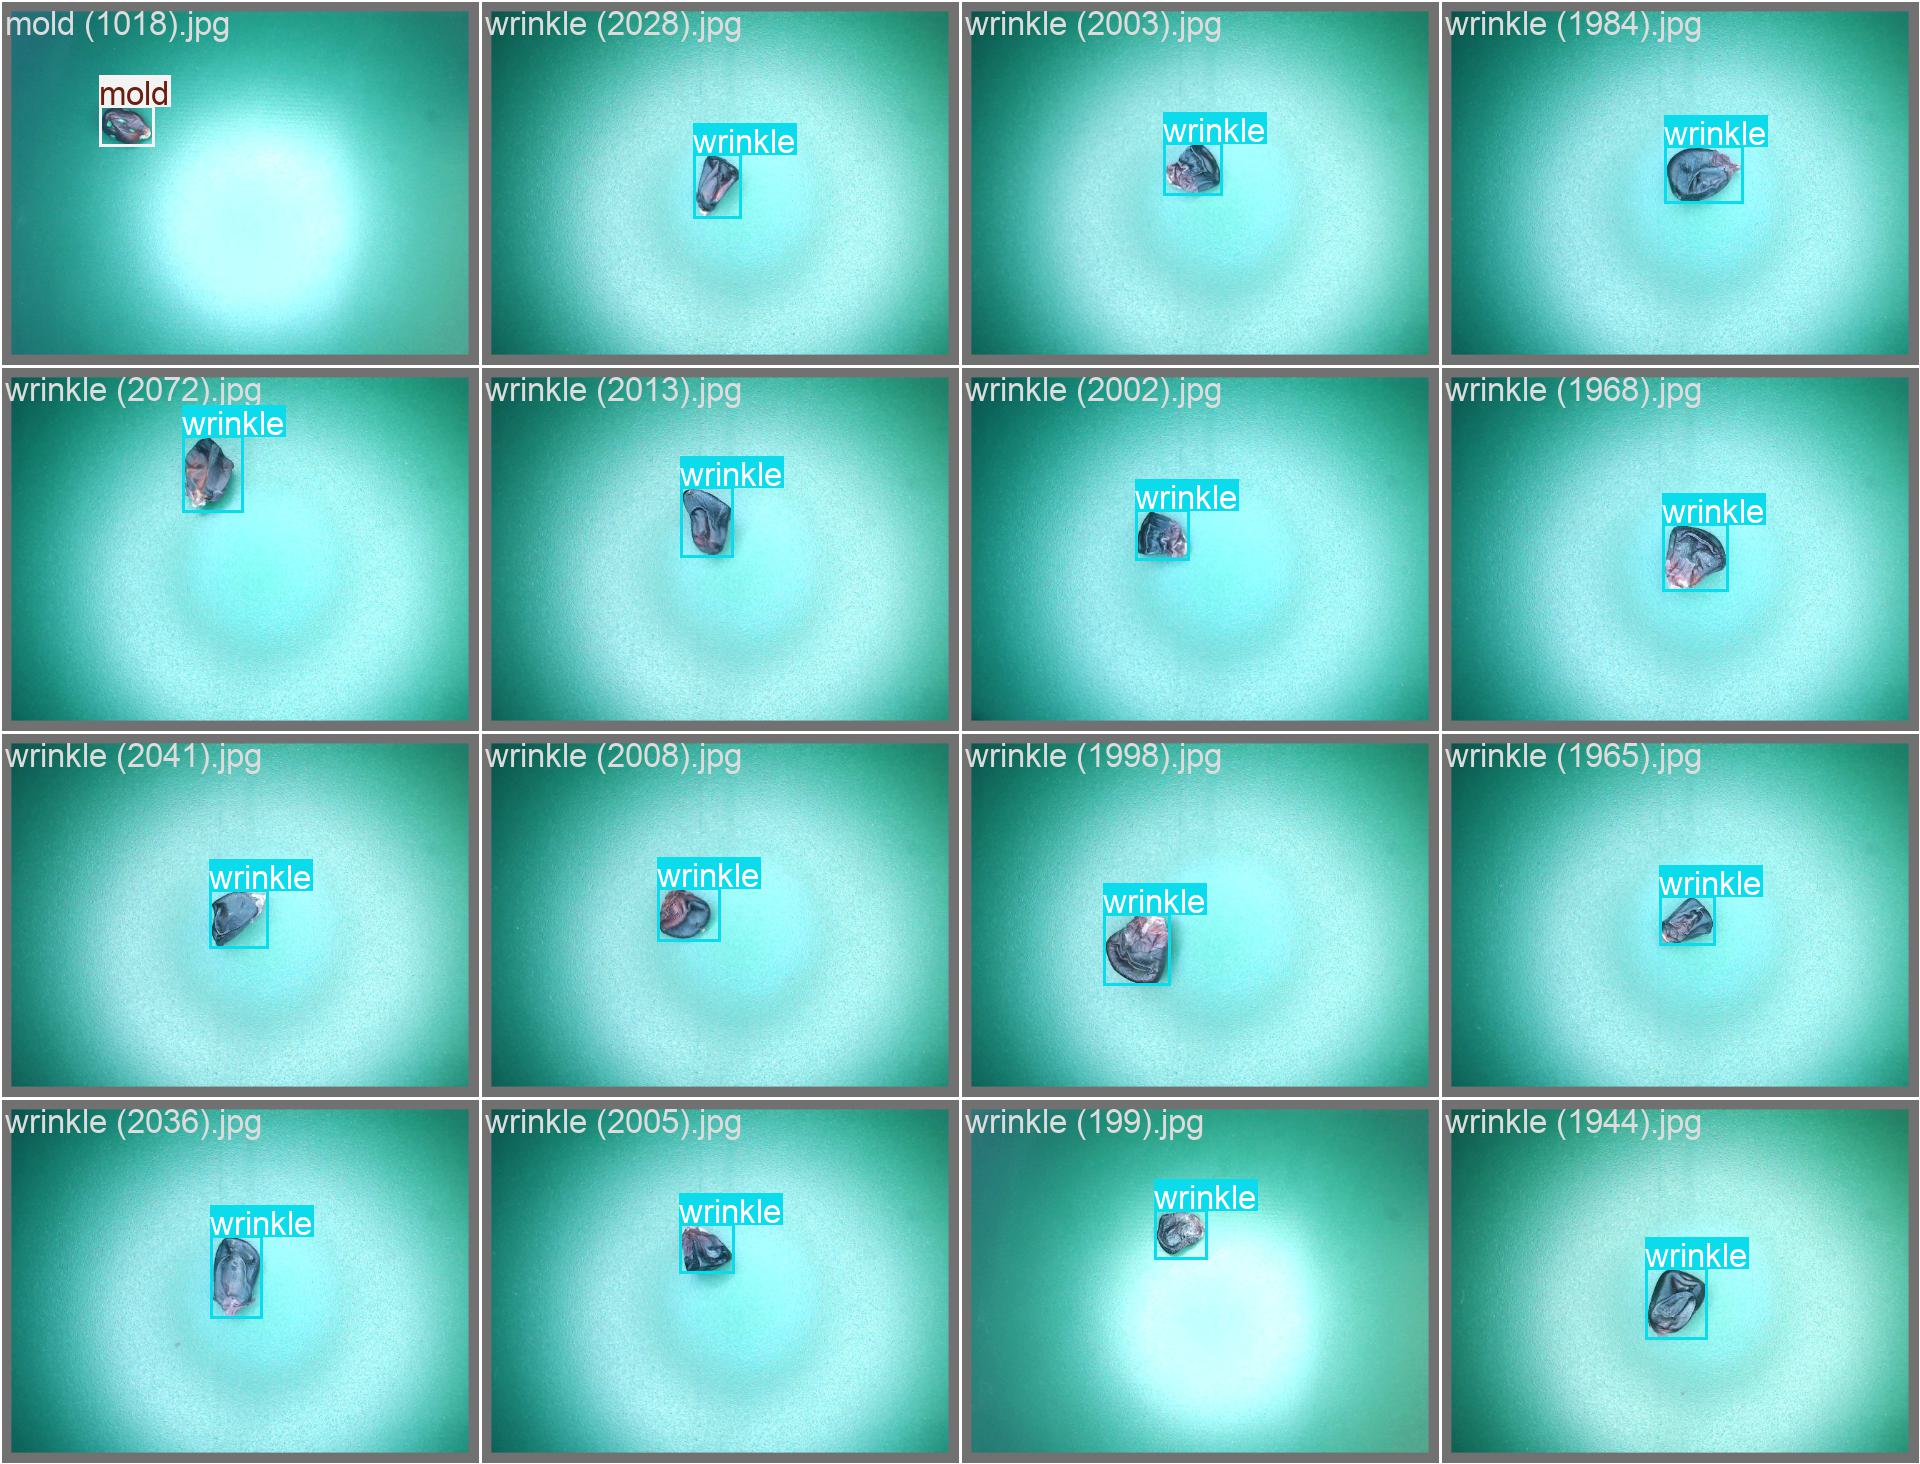 mold (1018).jpg
mold
wrinkle (2028).jpg
wrinkle
wrinkle (2003).jpg
wrinkle
wrinkle (1984).jpg
wrinkle
wrinkle (2072).jpg
wrinkle
wrinkle (2013).jpg
wrinkle
wrinkle (2002).jpg
wrinkle
wrinkle (1968).jpg
wrinkle
wrinkle (2041).jpg
wrinkle
wrinkle (2008).jpg
wrinkle
wrinkle (1998).jpg
wrinkle
wrinkle (1965).jpg
wrinkle
wrinkle (2036).jpg
wrinkle
wrinkle (2005).jpg
wrinkle
wrinkle (199).jpg
wrinkle
wrinkle (1944).jpg
wrinkle